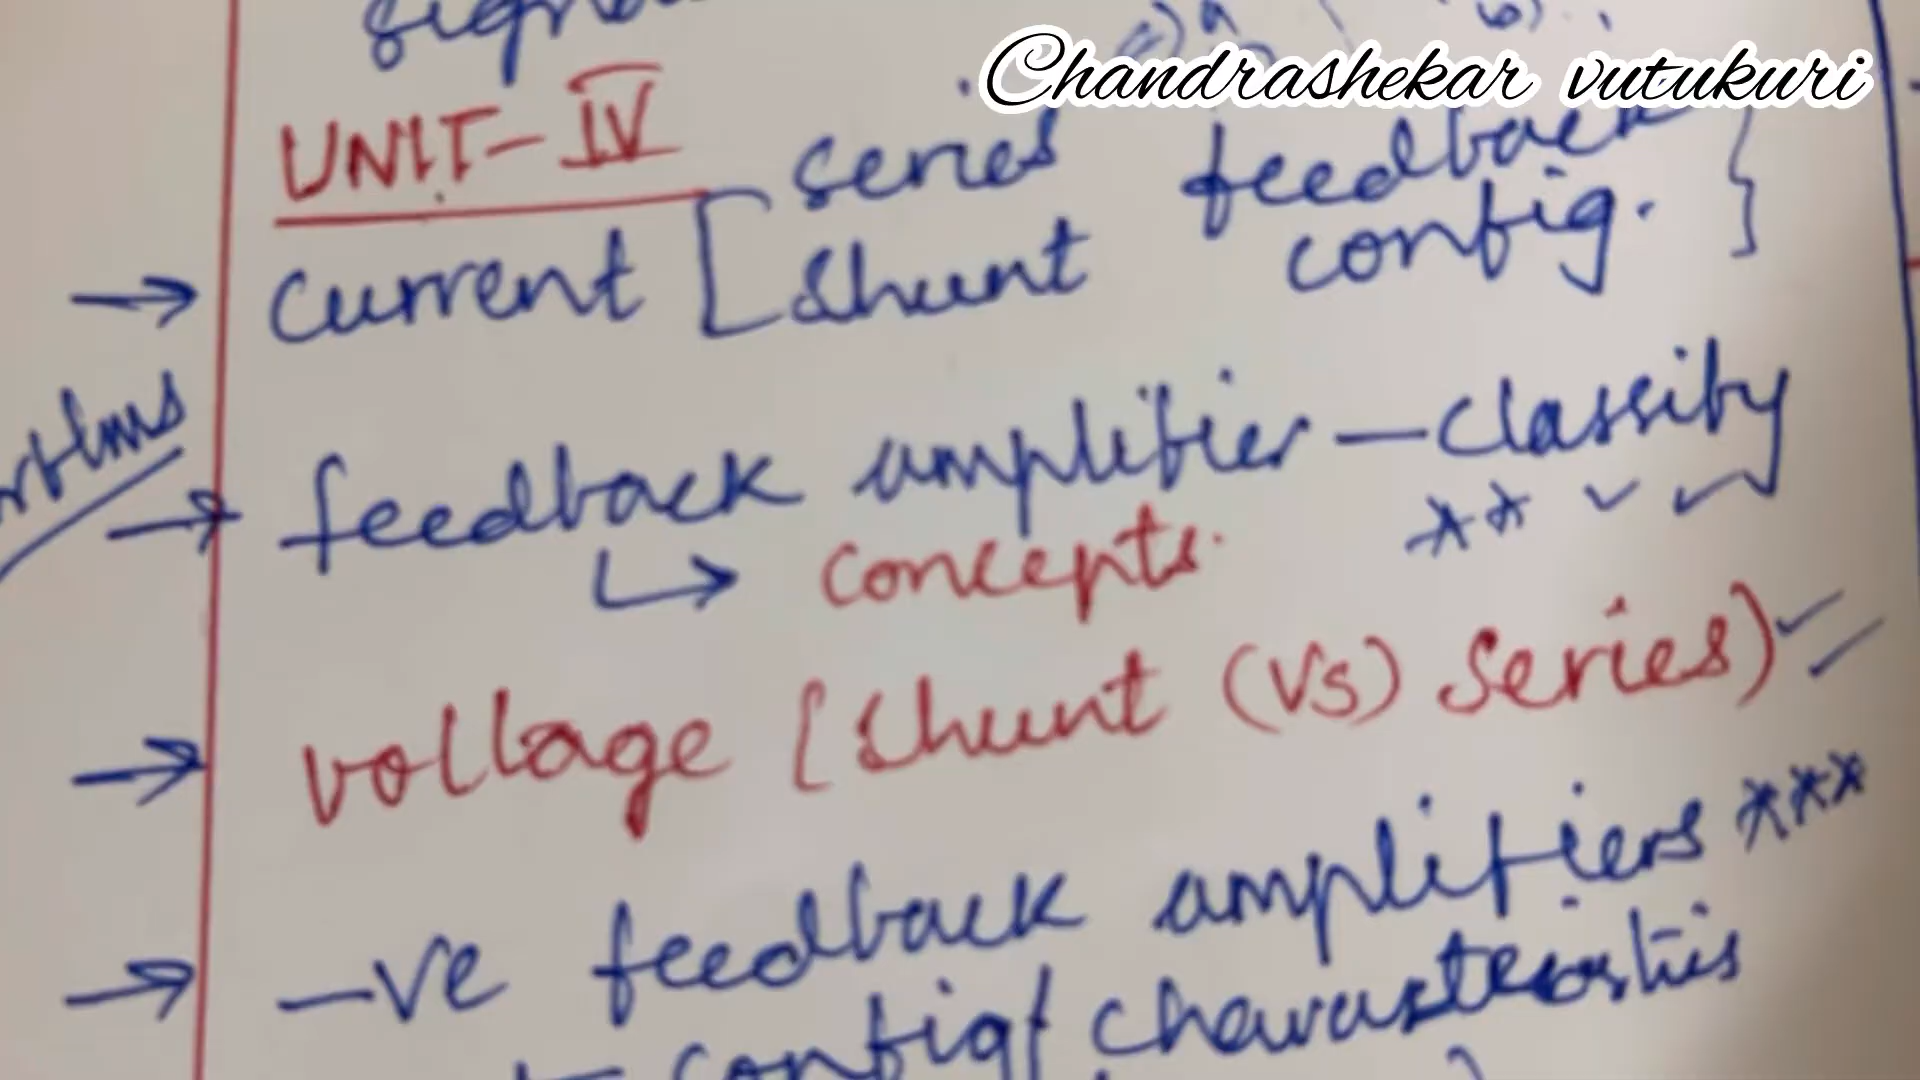 Chandrashekar vutukuri
UNIT-IV
series feedback
→ current [ shunt config. }
→ feedback amplifier — classify
↳ concepts. ** ✓ ✓
→ voltage [shunt (Vs) series) ✓
→ -ve feedback amplifiers ***
config/ characteristics